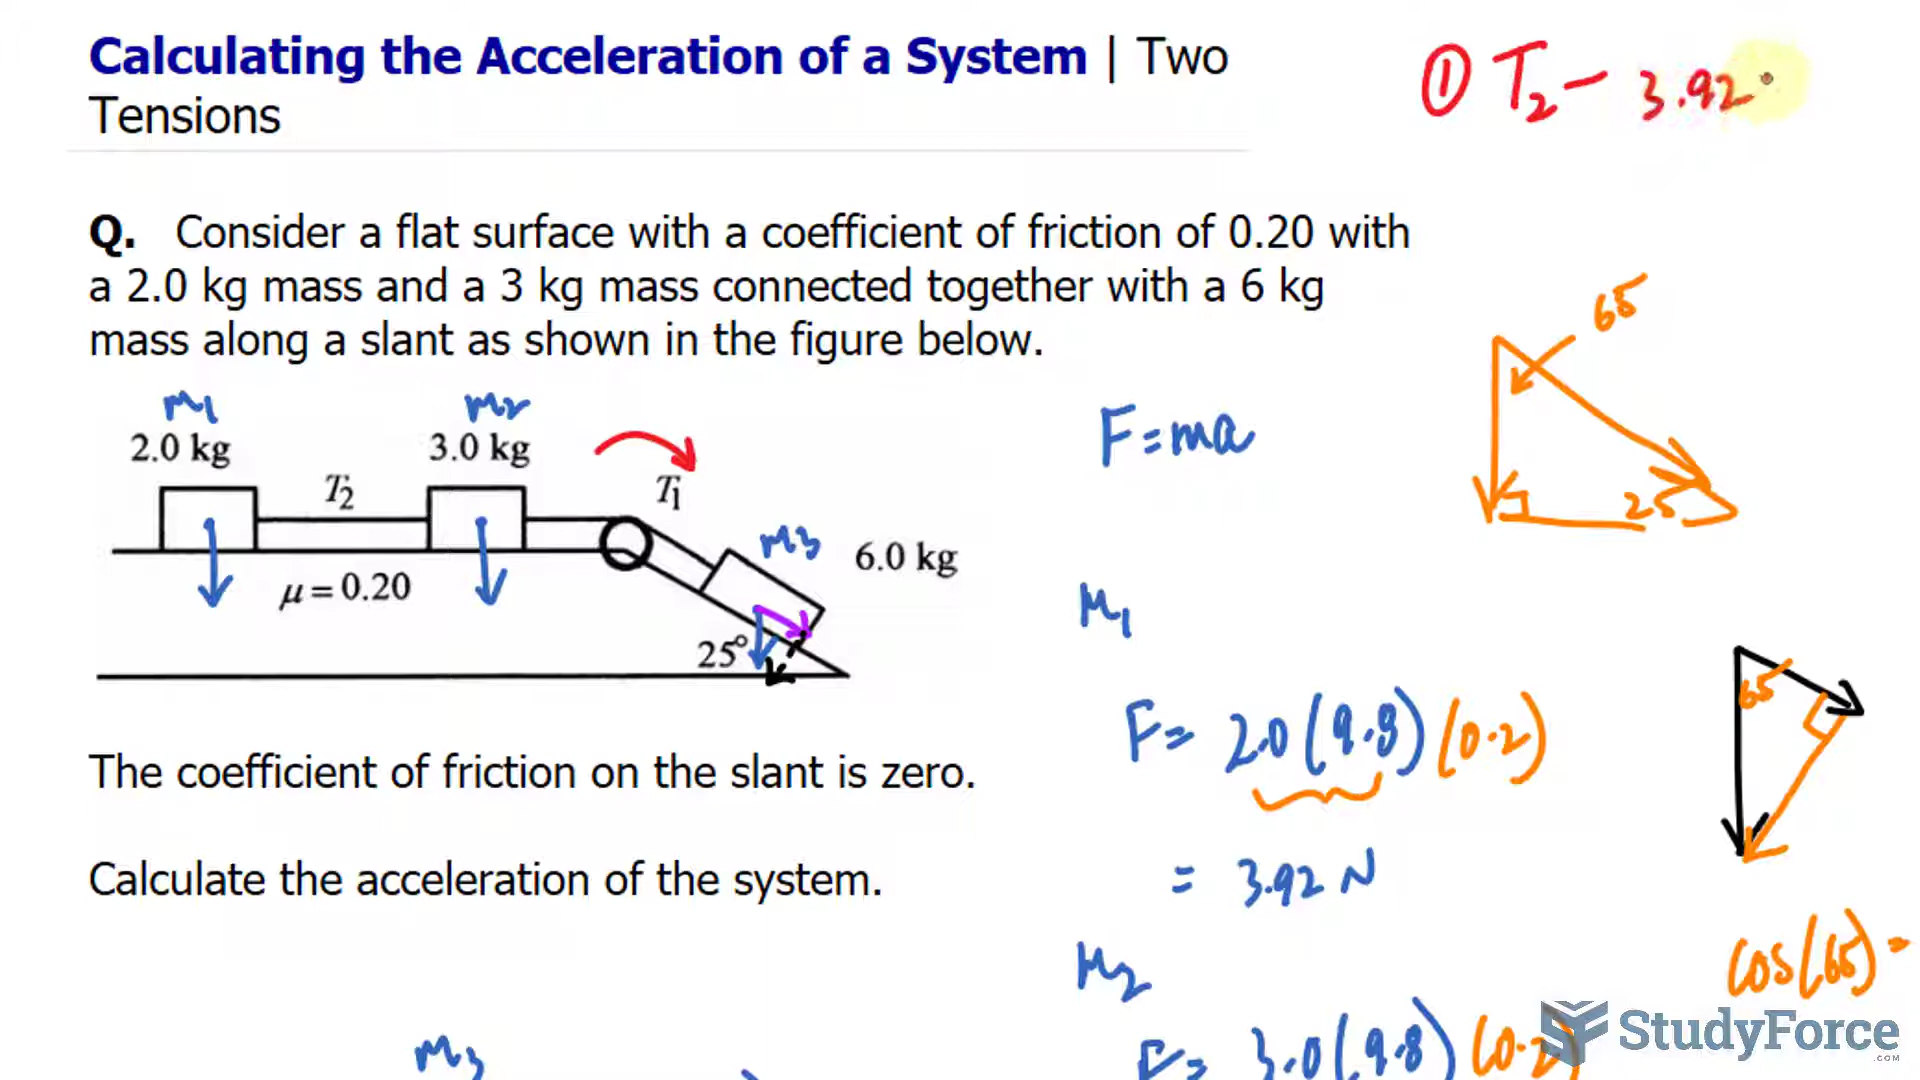 Calculating the Acceleration of a System | Two
Tensions
① T₂ - 3.92
Q. Consider a flat surface with a coefficient of friction of 0.20 with
a 2.0 kg mass and a 3 kg mass connected together with a 6 kg
mass along a slant as shown in the figure below.
65
25
M1
M2
2.0 kg
3.0 kg
T₂
T₁
M3
6.0 kg
μ = 0.20
25°
F = ma
M1
65
F = 2.0 (9.8) (0.2)
The coefficient of friction on the slant is zero.
Calculate the acceleration of the system.
= 3.92 N
M2
cos(65) =
M3
F = 3.0 (9.8) (0.2)
StudyForce
.COM